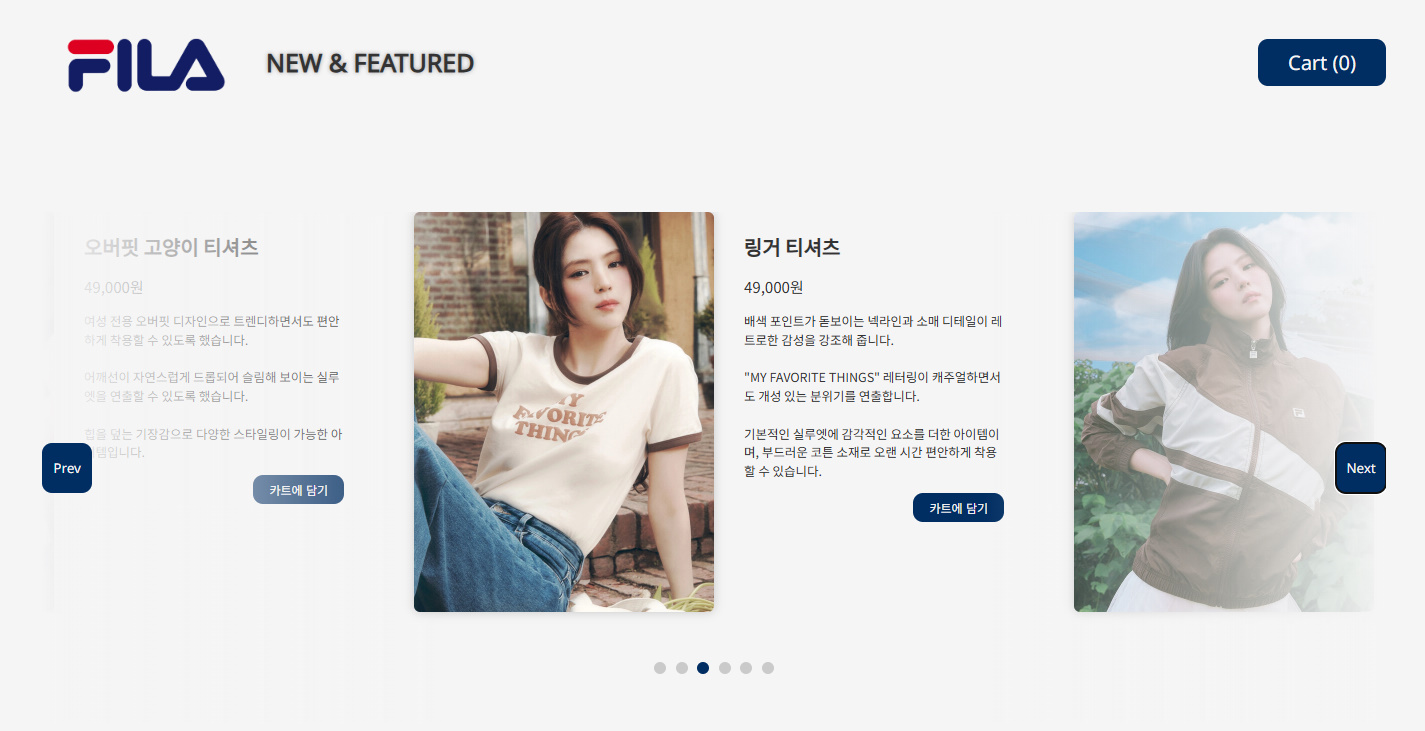 FILA
NEW & FEATURED
Cart (0)
오버핏 고양이 티셔츠
49,000원
여성 전용 오버핏 디자인으로 트렌디하면서도 편안
하게 착용할 수 있도록 했습니다.
어깨선이 자연스럽게 드롭되어 슬림해 보이는 실루
엣을 연출할 수 있도록 했습니다.
힙을 덮는 기장감으로 다양한 스타일링이 가능한 아
이템입니다.
카트에 담기
Prev
MY
FAVORITE
THINGS
링거 티셔츠
49,000원
배색 포인트가 돋보이는 넥라인과 소매 디테일이 레
트로한 감성을 강조해 줍니다.
"MY FAVORITE THINGS" 레터링이 캐주얼하면서
도 개성 있는 분위기를 연출합니다.
기본적인 실루엣에 감각적인 요소를 더한 아이템이
며, 부드러운 코튼 소재로 오랜 시간 편안하게 착용
할 수 있습니다.
카트에 담기
Next